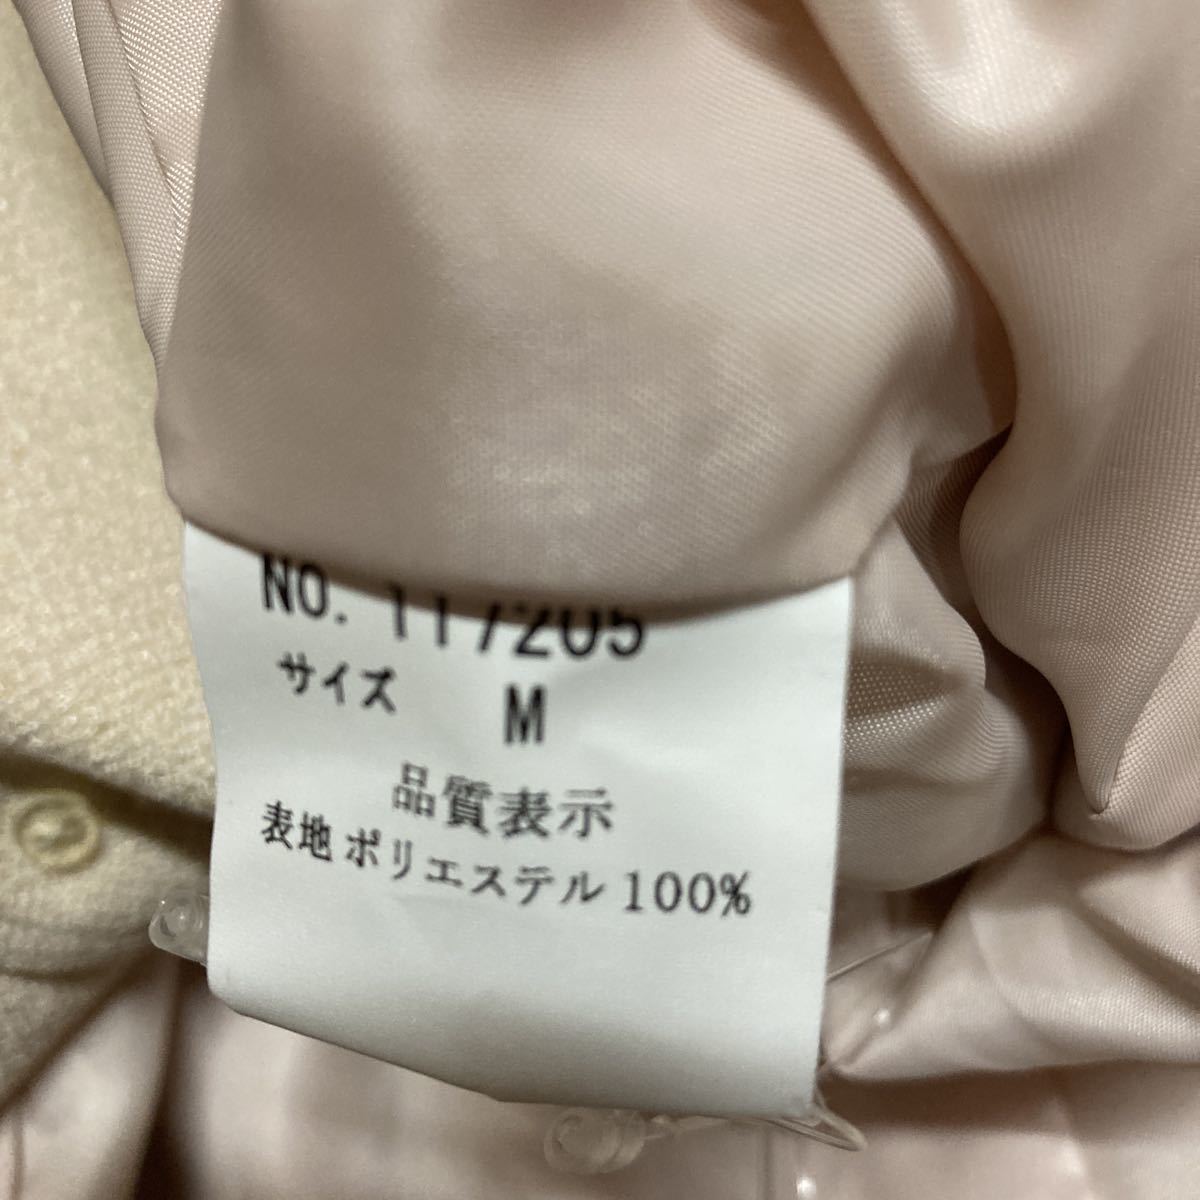 NO. 117205
サイズ M
品質表示
表地 ポリエステル 100%